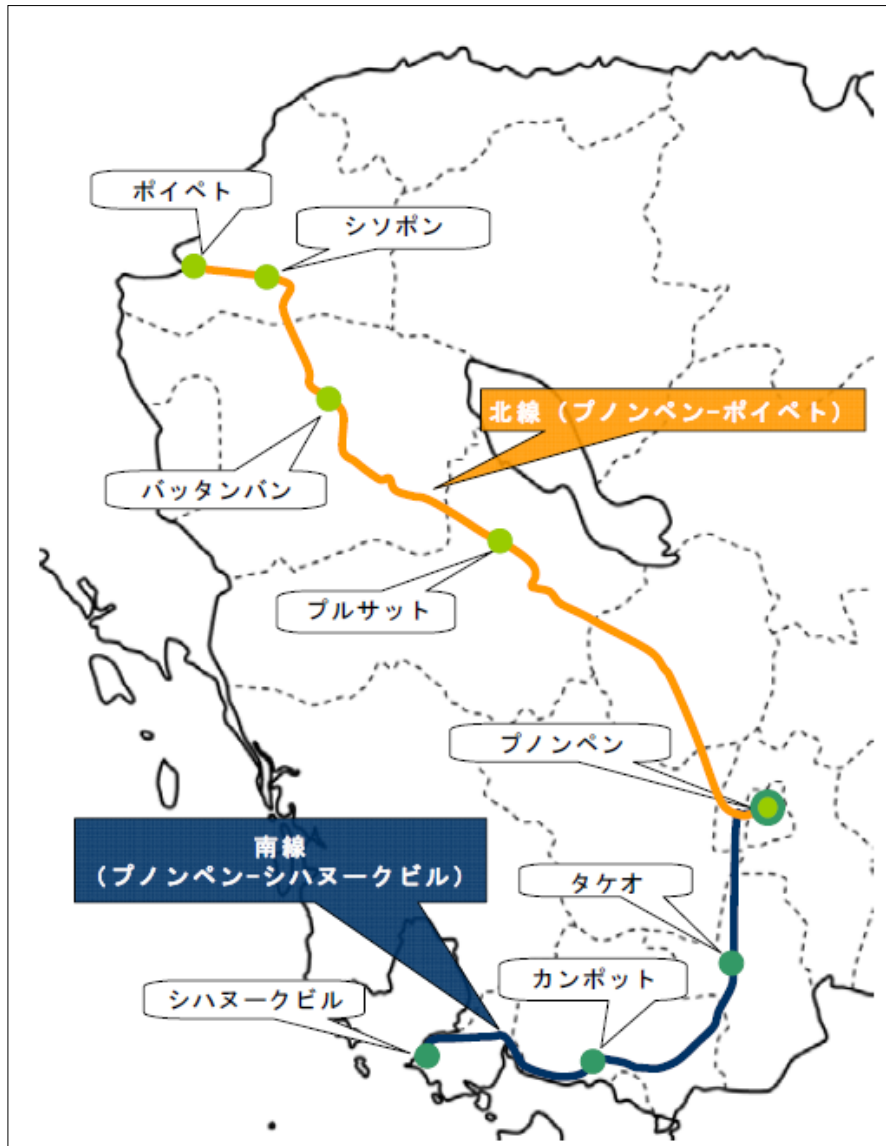 ポイペト
シソポン
北線（プノンペン-ポイペト）
バッタンバン
プルサット
プノンペン
南線
（プノンペン-シハヌークビル）
タケオ
カンポット
シハヌークビル